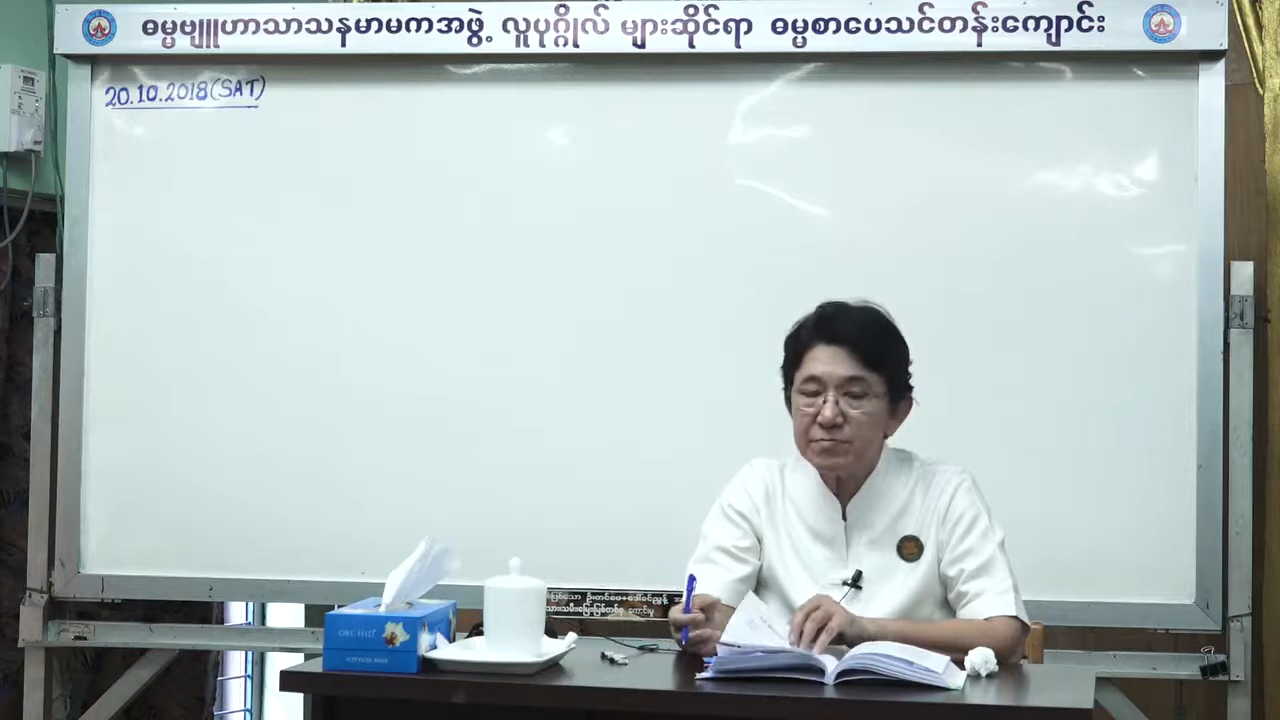 ဓမ္မဗျူဟာသာသနမာမကအဖွဲ့ လူပုဂ္ဂိုလ် များဆိုင်ရာ ဓမ္မစာပေသင်တန်းကျောင်း
20.10.2018(SAT)
ORCHID